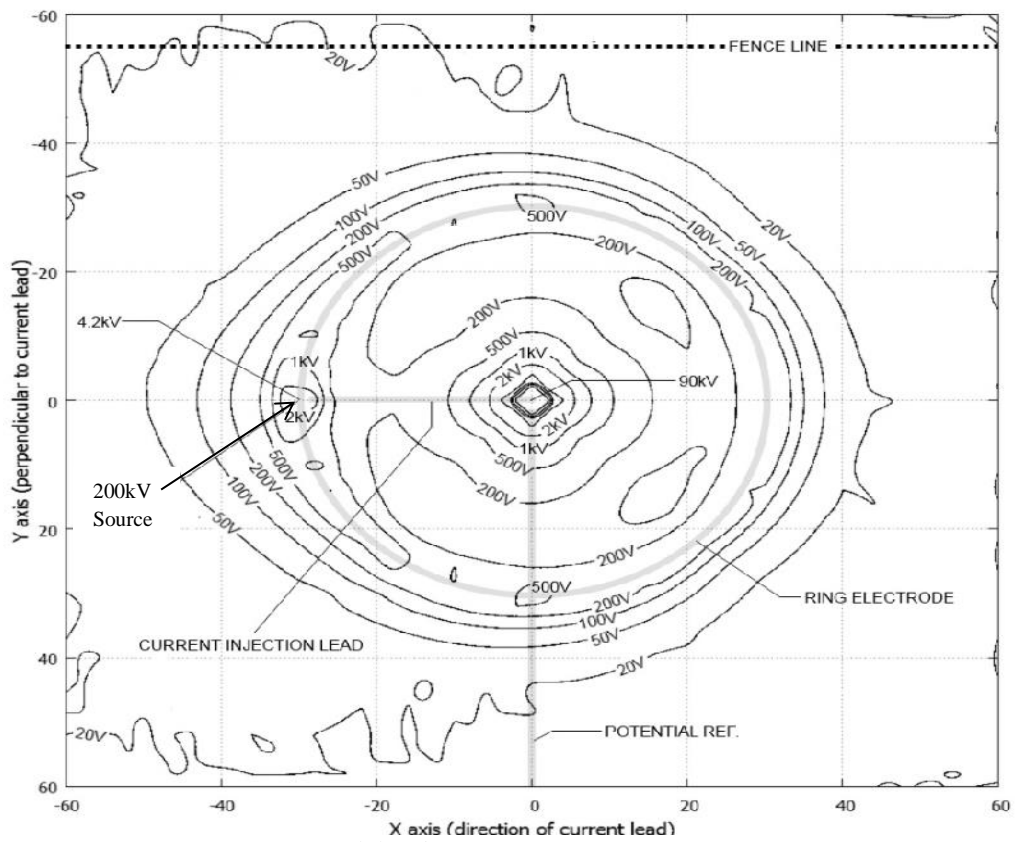 -60
FENCE LINE
20V
-40
50V
20V
100V
500V
100V
200V
50V
500V
200V
200V
-20
200V
4.2kV
500V
1kV
1kV
2kV
90kV
0
2kV
2kV
1kV
500V
500V
200kV
Source
200V
200V
100V
50V
20
200V
500V
200V
RING ELECTRODE
100V
50V
CURRENT INJECTION LEAD
40
20V
20V
POTENTIAL REF.
60
-60
-40
-20
0
20
40
60
X axis (direction of current lead)
Y axis (perpendicular to current lead)